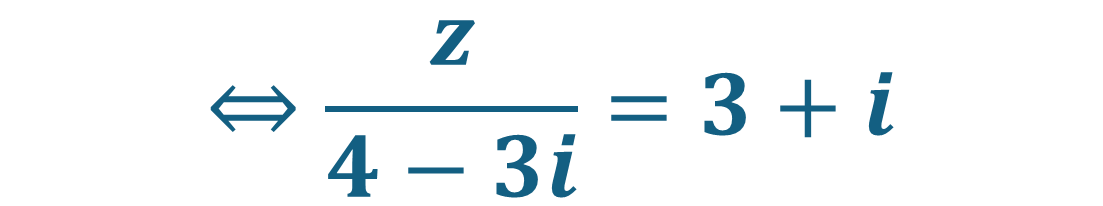 ⇔ z / (4 − 3i) = 3 + i